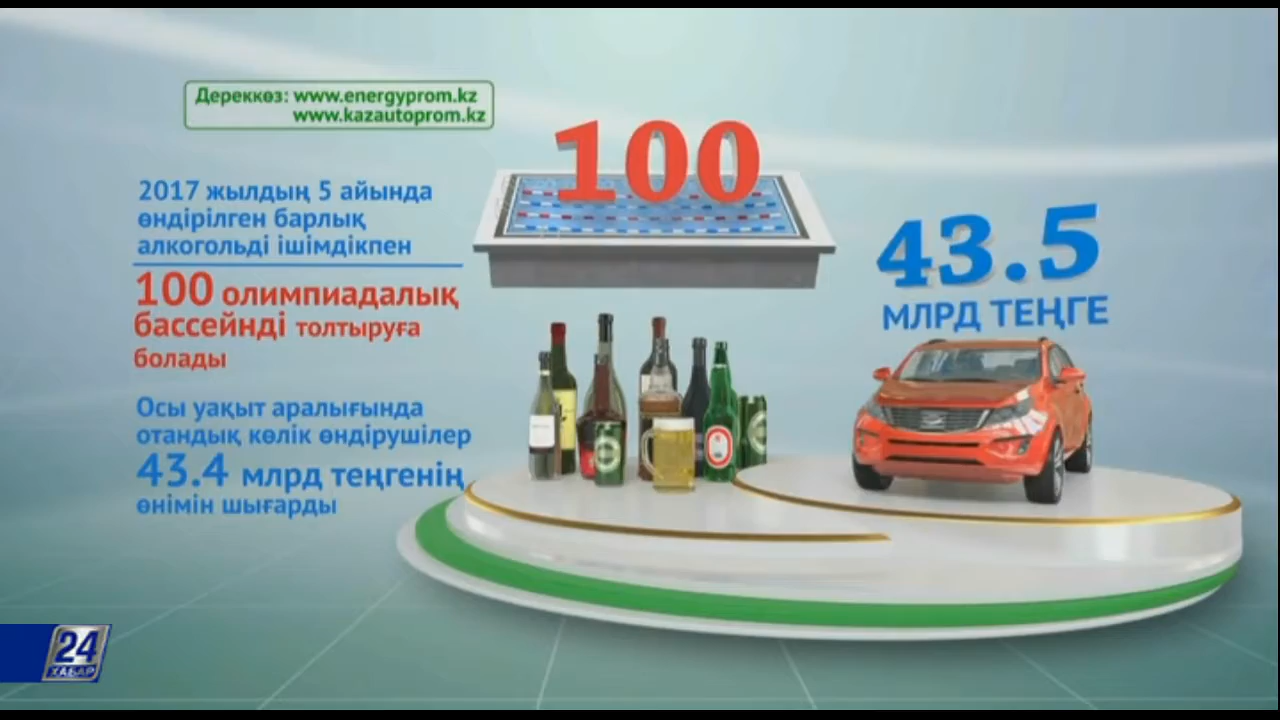 Дереккөз: www.energyprom.kz
www.kazautoprom.kz
2017 жылдың 5 айында
өндірілген барлық
алкогольді ішімдікпен
100 олимпиадалық
бассейнді толтыруға
болады
Осы уақыт аралығында
отандық көлік өндірушілер
43.4 млрд теңгенің
өнімін шығарды
100
43.5
МЛРД ТЕҢГЕ
24
ХАБАР